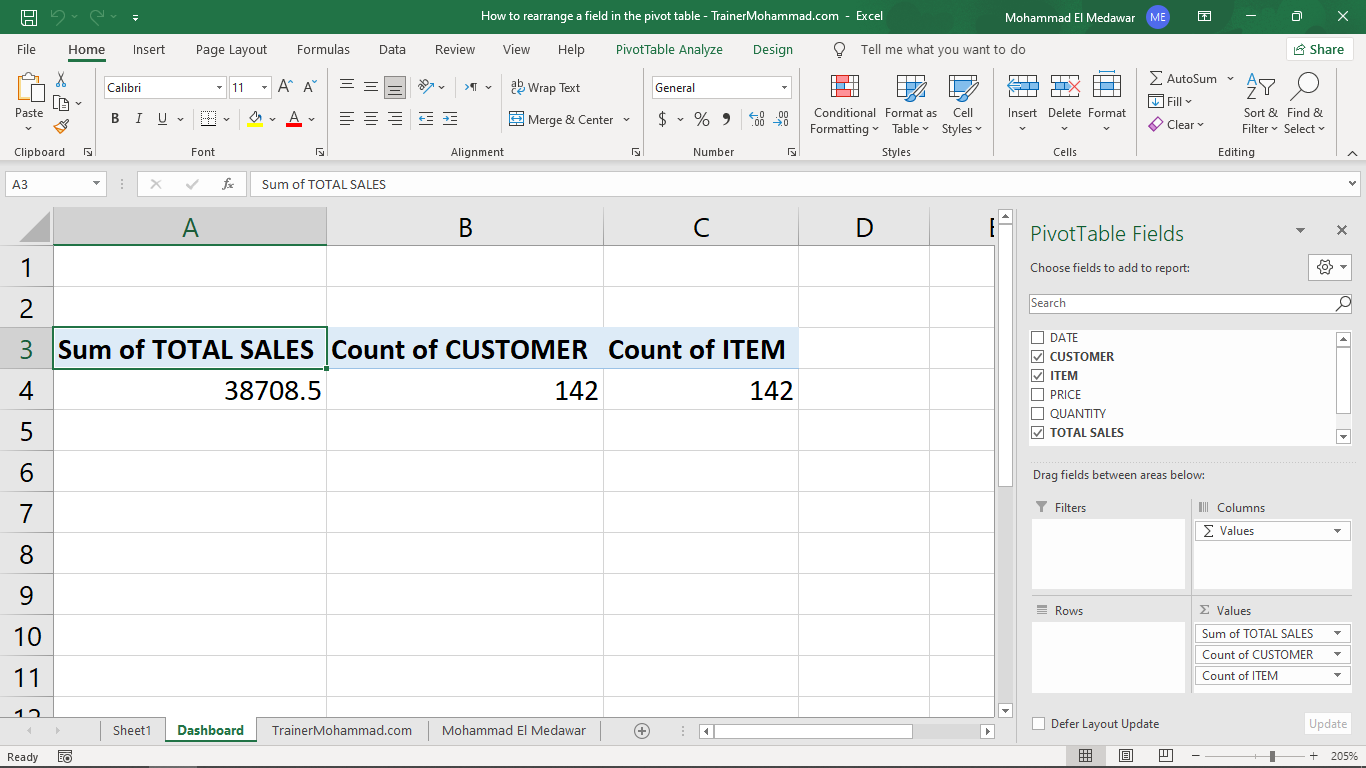 How to rearrange a field in the pivot table - TrainerMohammad.com - Excel
Mohammad El Medawar ME
File Home Insert Page Layout Formulas Data Review View Help PivotTable Analyze Design Tell me what you want to do Share
Paste
Clipboard
Calibri 11
B I U
Font
Wrap Text
Merge & Center
Alignment
General
$ % 9
Number
Conditional Formatting
Format as Table
Cell Styles
Styles
Insert Delete Format
Cells
AutoSum
Fill
Clear
Sort & Filter
Find & Select
Editing
A3 fx Sum of TOTAL SALES
A B C D
1
2
3 Sum of TOTAL SALES Count of CUSTOMER Count of ITEM
4 38708.5 142 142
5
6
7
8
9
10
11
12
PivotTable Fields
Choose fields to add to report:
Search
DATE
CUSTOMER
ITEM
PRICE
QUANTITY
TOTAL SALES
Drag fields between areas below:
Filters
Columns
Σ Values
Rows
Σ Values
Sum of TOTAL SALES
Count of CUSTOMER
Count of ITEM
Defer Layout Update Update
Sheet1 Dashboard TrainerMohammad.com Mohammad El Medawar
Ready 205%